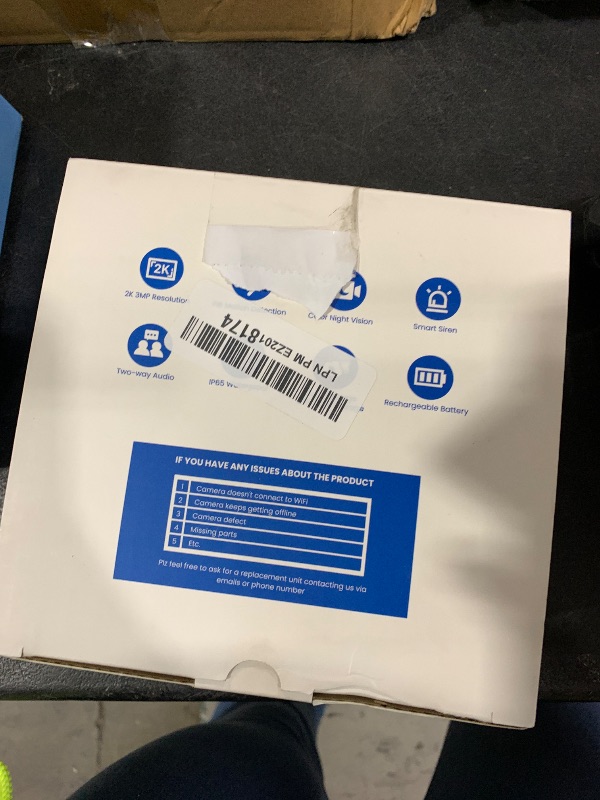 2K
2K 3MP Resolution
Night Vision
Smart Siren
LPN PM EZ2018174
Two-way Audio
IP65
Rechargeable Battery
IF YOU HAVE ANY ISSUES ABOUT THE PRODUCT
1 Camera doesn't connect to WiFi
2 Camera keeps getting offline
3 Camera defect
4 Missing parts
5 Etc.
Plz feel free to ask for a replacement unit contacting us via
emails or phone number